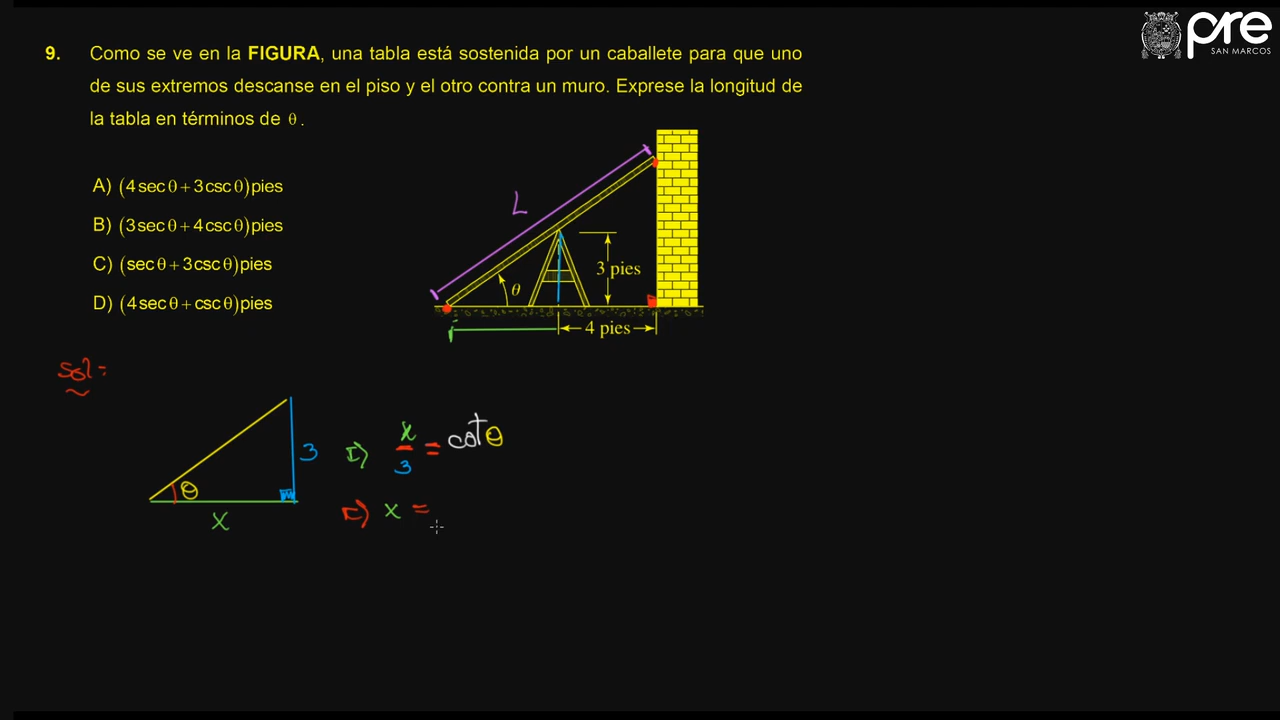 pre
SAN MARCOS
9. Como se ve en la FIGURA, una tabla está sostenida por un caballete para que uno
de sus extremos descanse en el piso y el otro contra un muro. Exprese la longitud de
la tabla en términos de θ.
A) (4 sec θ + 3 csc θ) pies
B) (3 sec θ + 4 csc θ) pies
C) (sec θ + 3 csc θ) pies
D) (4 sec θ + csc θ) pies
L
3 pies
θ
4 pies
Sol:
x/3 = cot θ
3
θ
x =
x